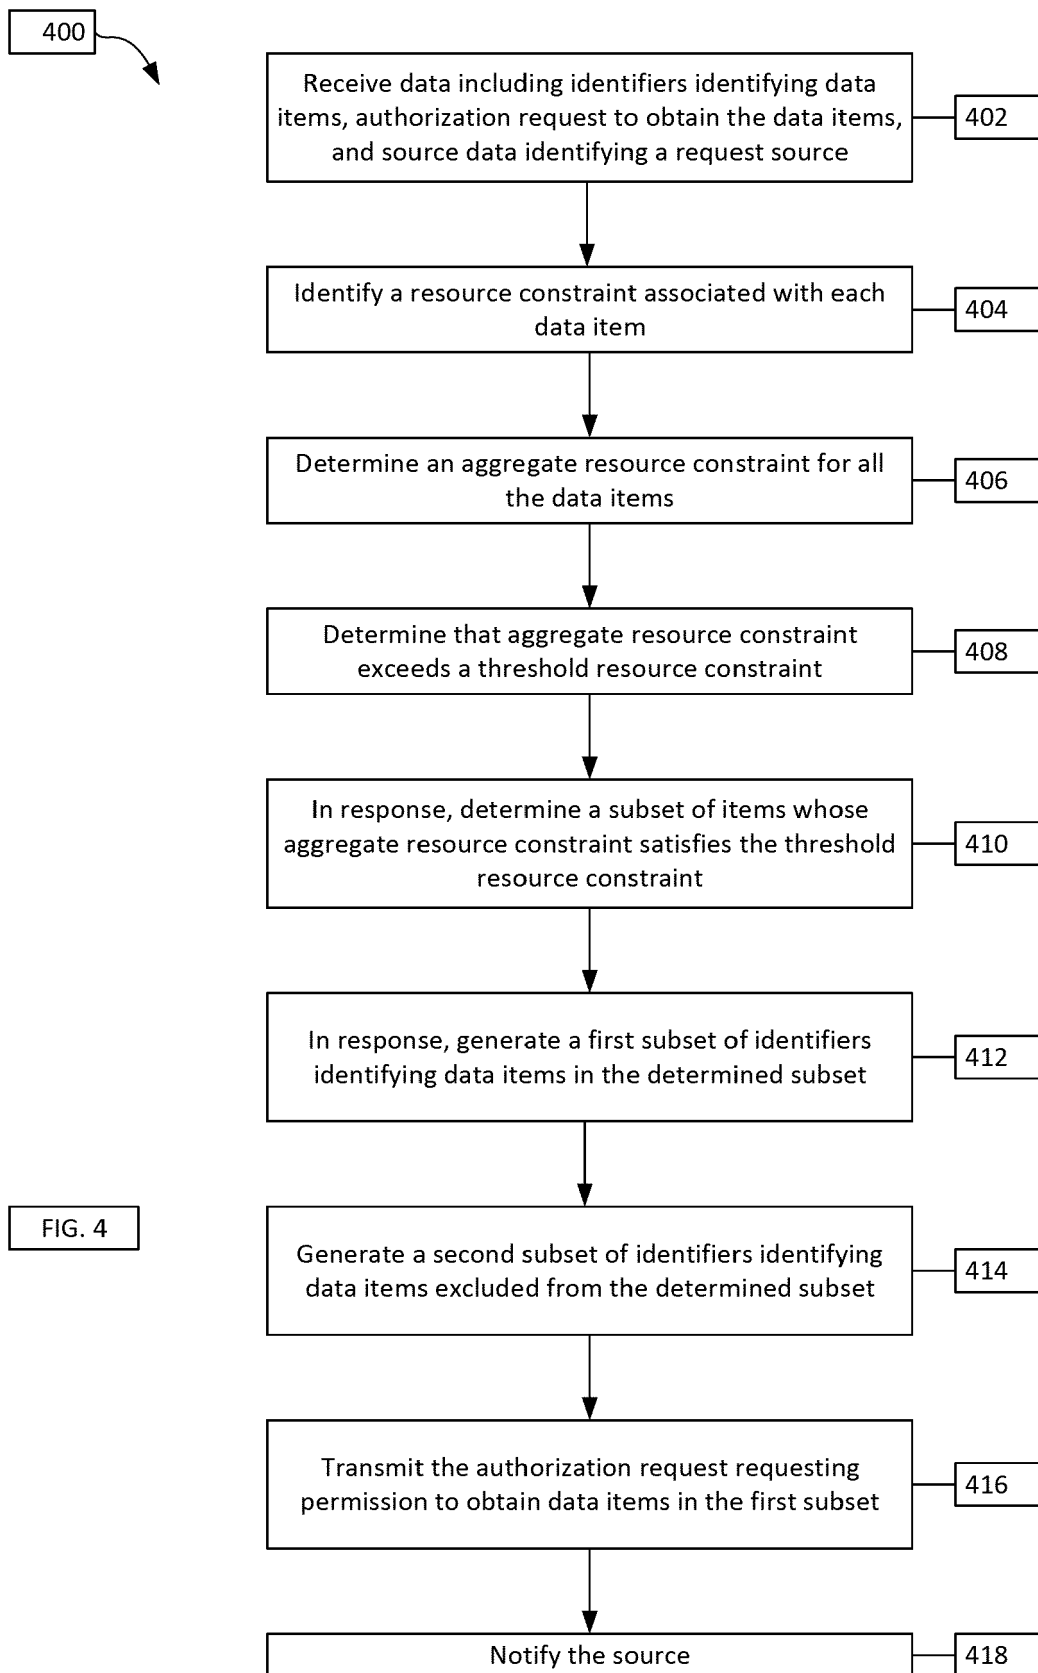 400
Receive data including identifiers identifying data
items, authorization request to obtain the data items,
and source data identifying a request source
402
Identify a resource constraint associated with each
data item
404
Determine an aggregate resource constraint for all
the data items
406
Determine that aggregate resource constraint
exceeds a threshold resource constraint
408
In response, determine a subset of items whose
aggregate resource constraint satisfies the threshold
resource constraint
410
In response, generate a first subset of identifiers
identifying data items in the determined subset
412
FIG. 4
Generate a second subset of identifiers identifying
data items excluded from the determined subset
414
Transmit the authorization request requesting
permission to obtain data items in the first subset
416
Notify the source
418